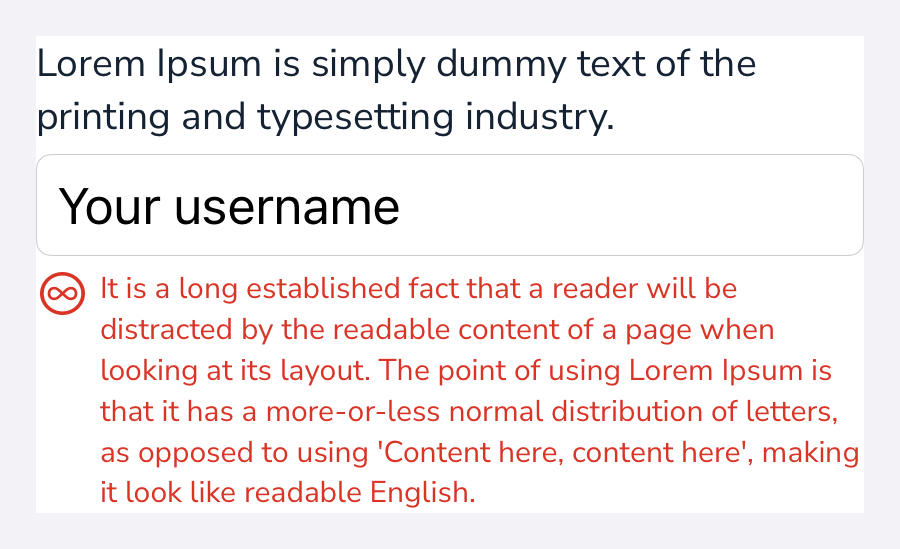 Lorem Ipsum is simply dummy text of the
printing and typesetting industry.
Your username
It is a long established fact that a reader will be
distracted by the readable content of a page when
looking at its layout. The point of using Lorem Ipsum is
that it has a more-or-less normal distribution of letters,
as opposed to using 'Content here, content here', making
it look like readable English.